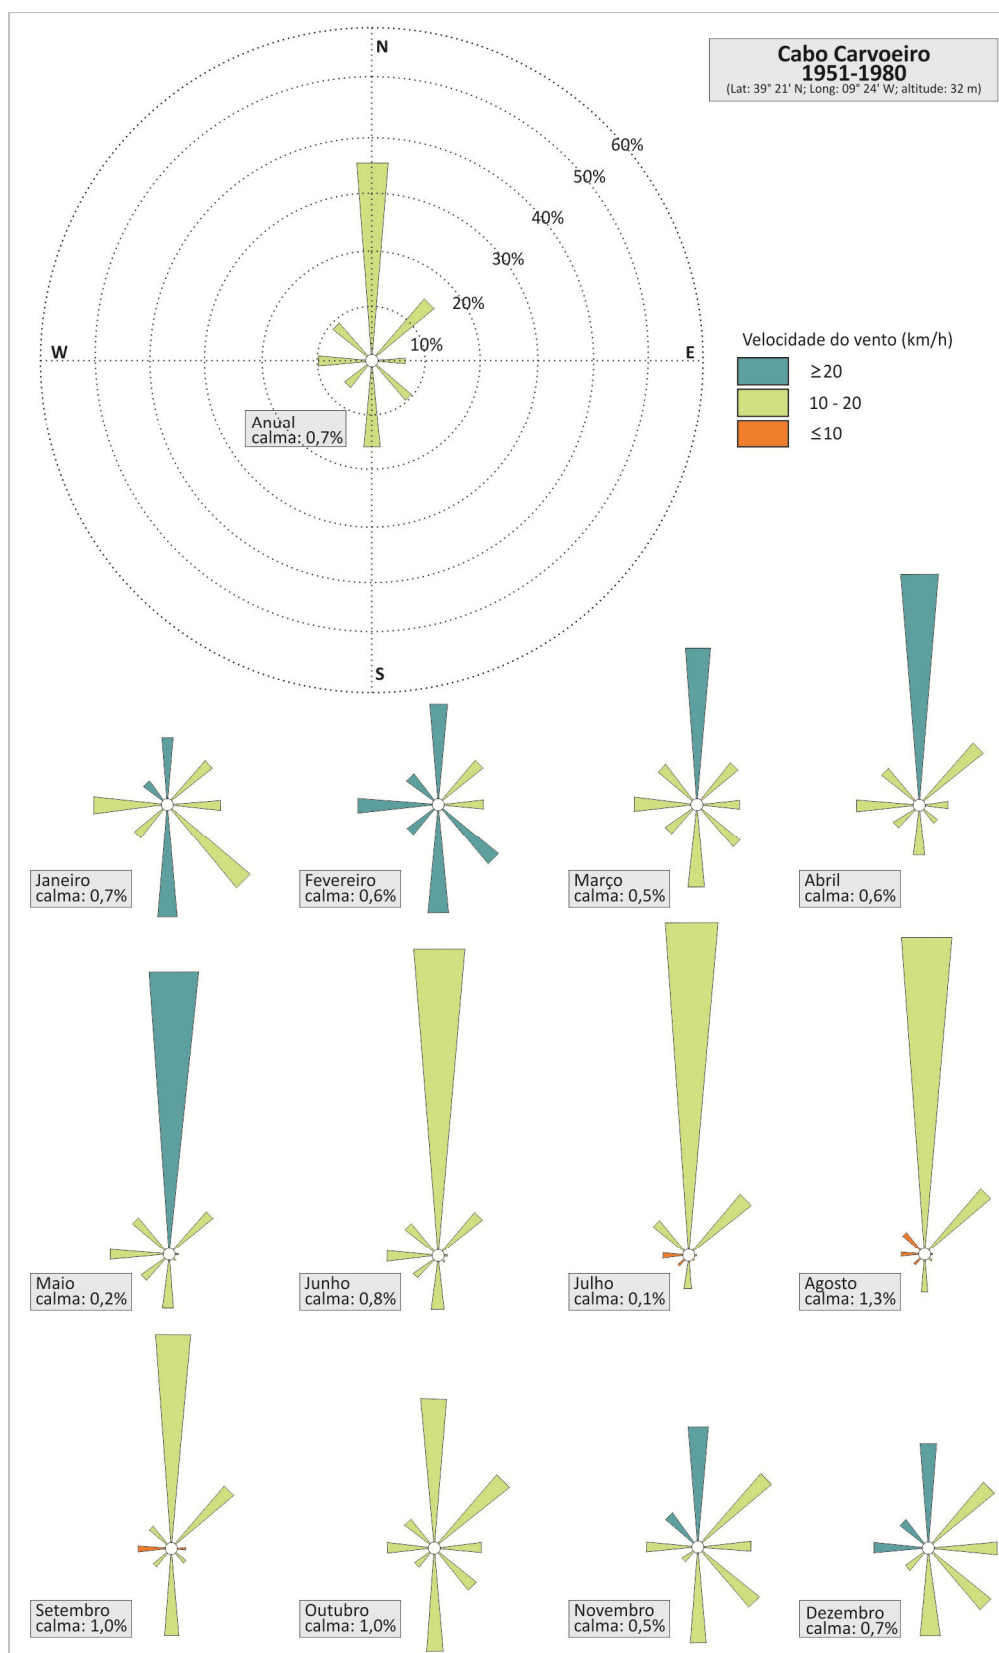 N
Cabo Carvoeiro
1951-1980
(Lat: 39° 21' N; Long: 09° 24' W; altitude: 32 m)
60%
50%
40%
30%
20%
10%
W
E
Velocidade do vento (km/h)
≥20
10 - 20
≤10
Anual
calma: 0,7%
S
Janeiro
calma: 0,7%
Fevereiro
calma: 0,6%
Março
calma: 0,5%
Abril
calma: 0,6%
Maio
calma: 0,2%
Junho
calma: 0,8%
Julho
calma: 0,1%
Agosto
calma: 1,3%
Setembro
calma: 1,0%
Outubro
calma: 1,0%
Novembro
calma: 0,5%
Dezembro
calma: 0,7%